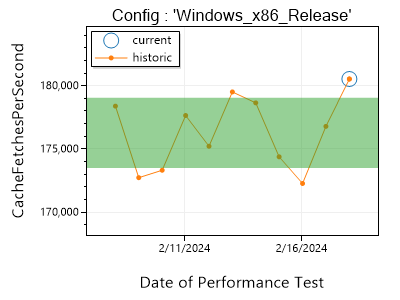 Config : 'Windows_x86_Release'
current
historic
CacheFetchesPerSecond
180,000
175,000
170,000
2/11/2024
2/16/2024
Date of Performance Test